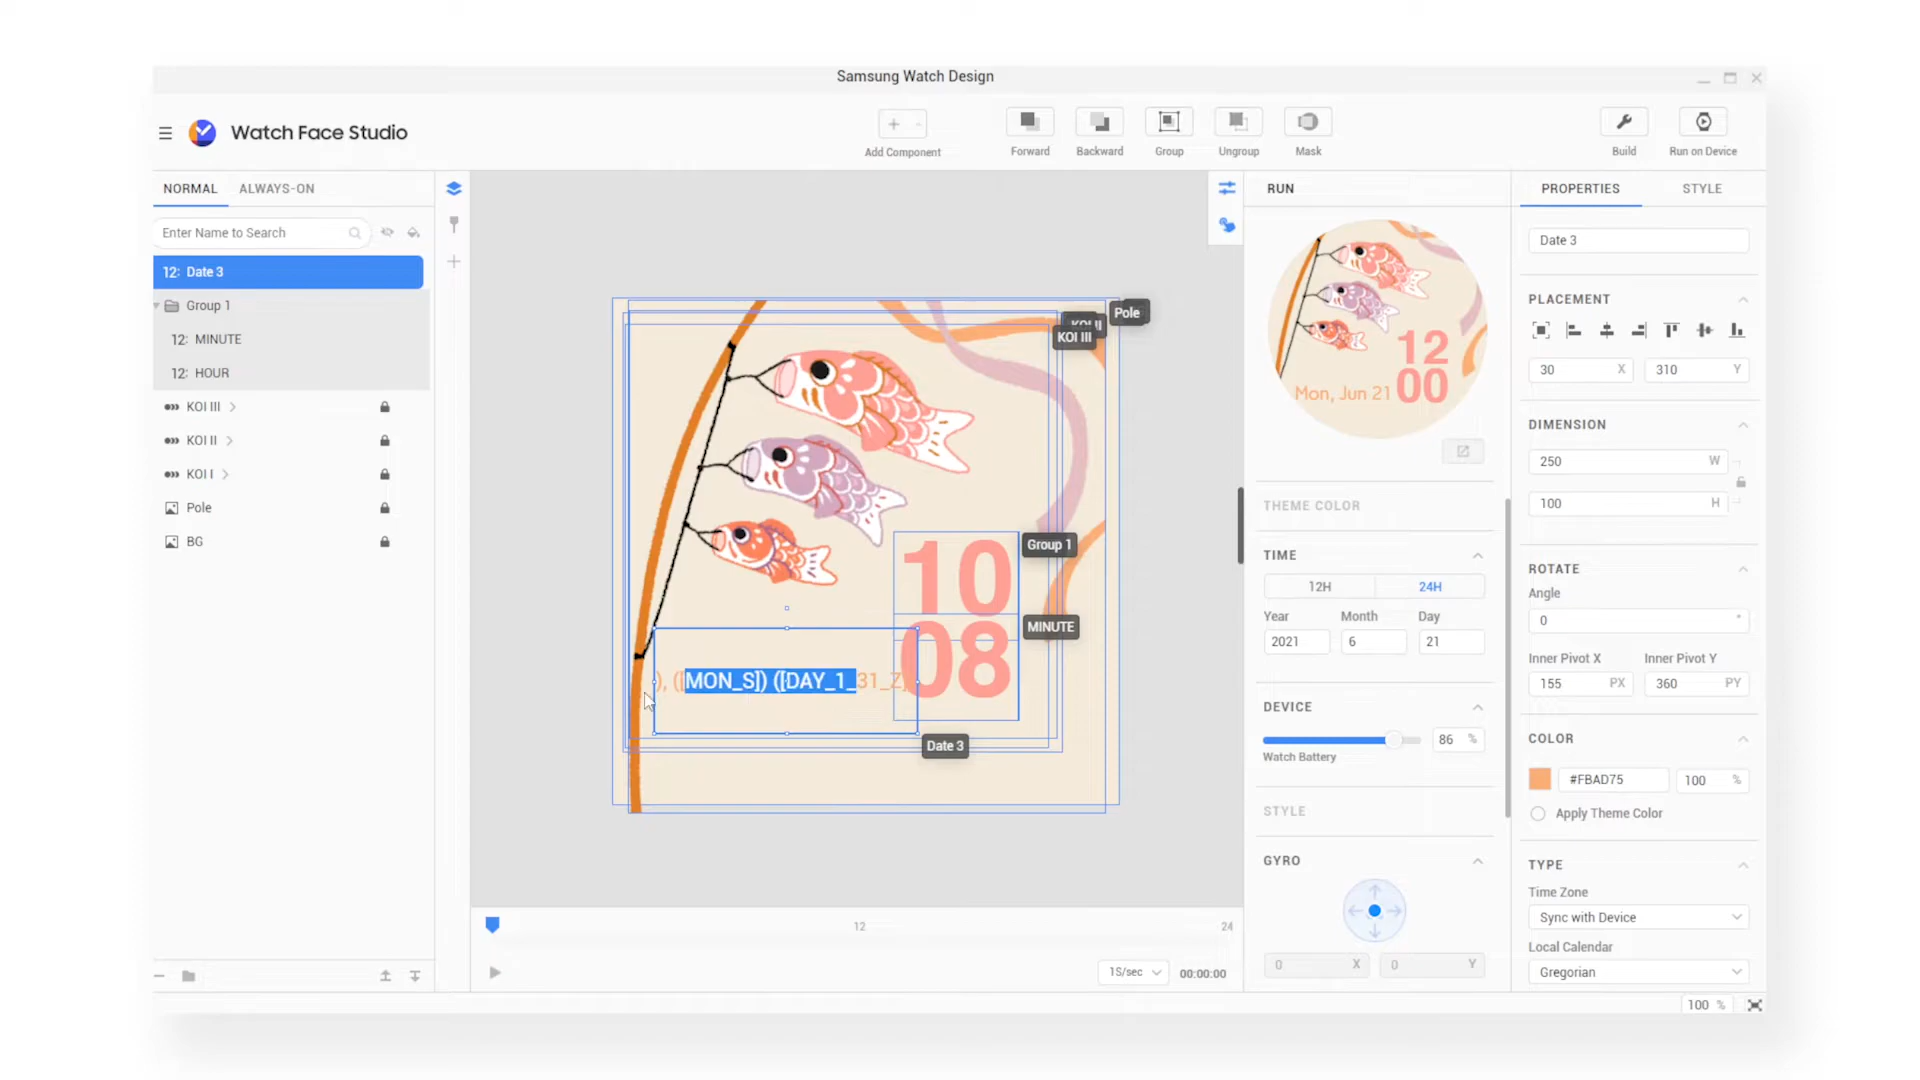 Samsung Watch Design
Watch Face Studio
Add Component
Forward
Backward
Group
Ungroup
Mask
Build
Run on Device
NORMAL
ALWAYS-ON
Enter Name to Search
12: Date 3
Group 1
12: MINUTE
12: HOUR
KOI III
KOI II
KOI I
Pole
BG
Pole
KOI III
Group 1
10
MINUTE
08
), ([MON_S]) ([DAY_1_31_Z]
Date 3
12
24
1S/sec
00:00:00
RUN
12
00
Mon, Jun 21
THEME COLOR
TIME
12H
24H
Year
Month
Day
2021
6
21
DEVICE
86 %
Watch Battery
STYLE
GYRO
0 X
0 Y
PROPERTIES
STYLE
Date 3
PLACEMENT
30 X
310 Y
DIMENSION
250 W
100 H
ROTATE
Angle
0 °
Inner Pivot X
Inner Pivot Y
155 PX
360 PY
COLOR
#FBAD75
100 %
Apply Theme Color
TYPE
Time Zone
Sync with Device
Local Calendar
Gregorian
100 %